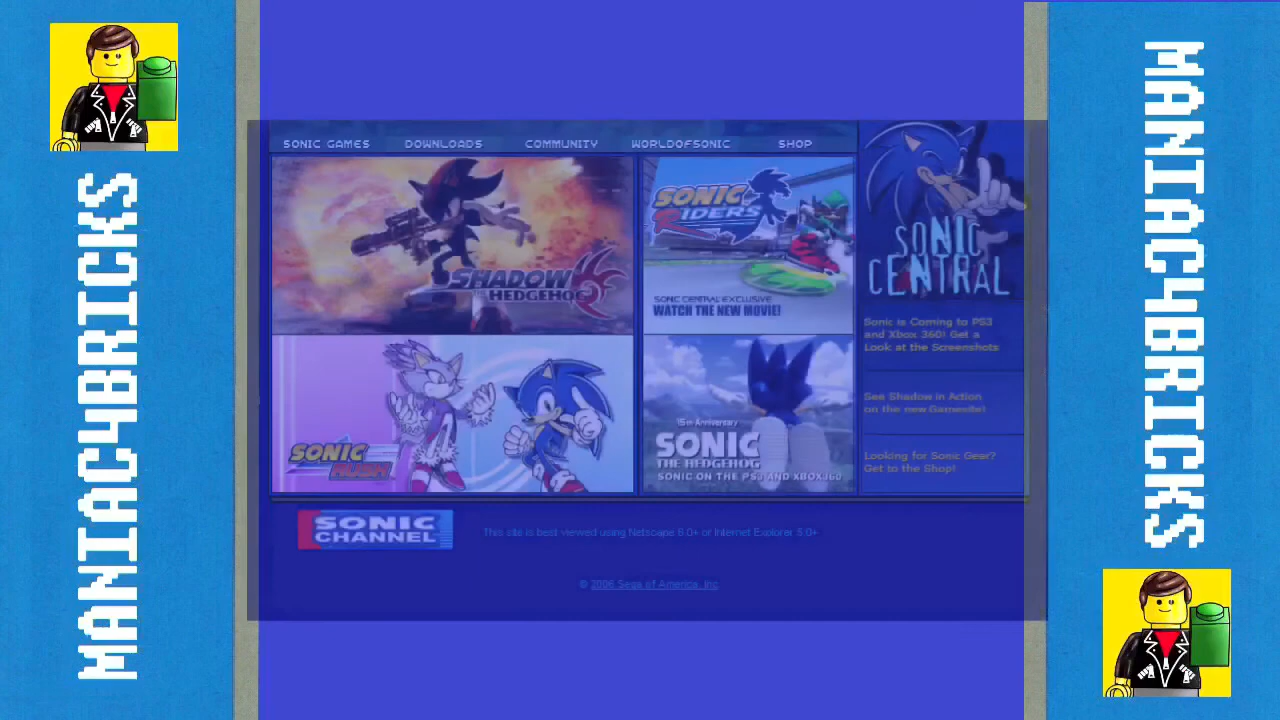 MANIAC4BRICKS
SONIC GAMES
DOWNLOADS
COMMUNITY
WORLDOFSONIC
SHOP
SHADOW
THE
HEDGEHOG
SONIC
RIDERS
SONIC CENTRAL EXCLUSIVE
WATCH THE NEW MOVIE!
SONIC
CENTRAL
Sonic is Coming to PS3
and Xbox 360! Get a
Look at the Screenshots
See Shadow in Action
on the new Gamesite!
Looking for Sonic Gear?
Get to the Shop!
SONIC
RUSH
15th Anniversary
SONIC
THE HEDGEHOG
SONIC ON THE PS3 AND XBOX360
SONIC
CHANNEL
This site is best viewed using Netscape 6.0+ or Internet Explorer 5.0+
© 2006 Sega of America, Inc
MANIAC4BRICKS